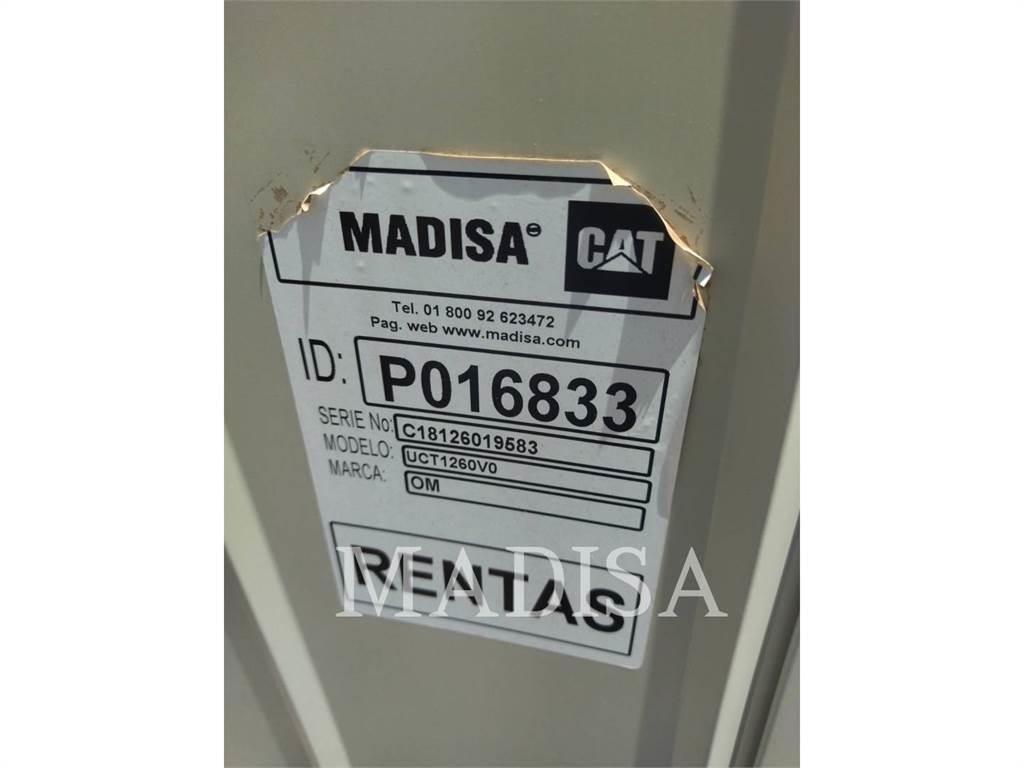 MADISA CAT
Tel. 01 800 92 623472
Pag. web www.madisa.com
ID: P016833
SERIE No: C18126019583
MODELO: UCT1260V0
MARCA: OM
RENTAS
MADISA